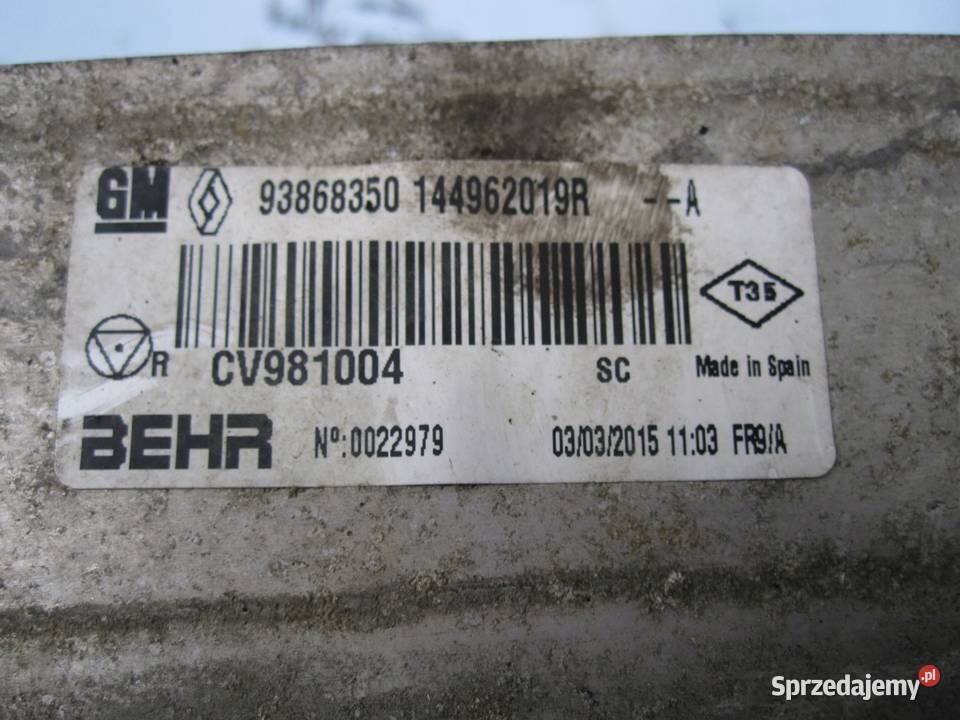 GM 93868350 144962019R --A
T35
R CV981004 SC Made in Spain
BEHR Nº:0022979 03/03/2015 11:03 FR9/A
Sprzedajemy.pl